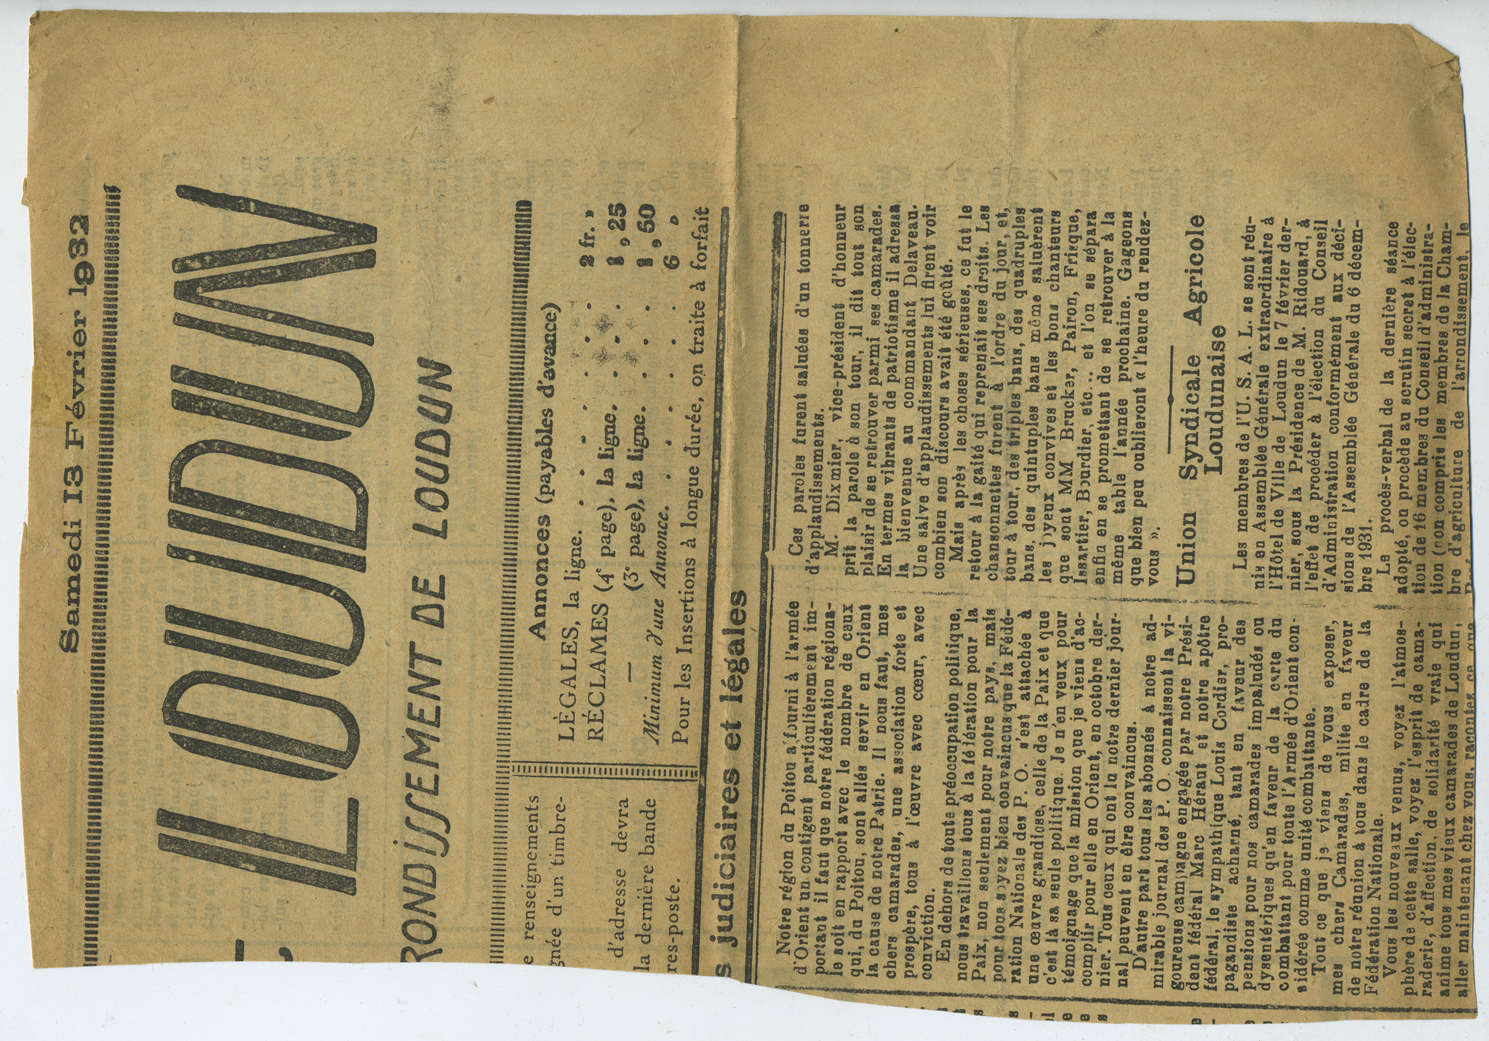 Samedi 13 Février 1932
LOUDUN
RONDISSEMENT DE LOUDUN
e renseignements
gnée d'un timbre-
d'adresse devra
la dernière bande
res-poste.
Annonces (payables d'avance)
LÉGALES, la ligne. . . . . . . 2 fr. »
RÉCLAMES (4e page), la ligne. . . . 1 ,25
— (3e page), la ligne. . . . 1 ,50
Minimum d'une Annonce. . . . . . 6 »
Pour les Insertions à longue durée, on traite à forfait
s judiciaires et légales
Notre région du Poitou a fourni à l'armée
d'Orient un contigent particulièrement im-
portant il faut que notre fédération régiona-
le soit en rapport avec le nombre de ceux
qui, du Poitou, sont allés servir en Orient
la cause de notre Patrie. Il nous faut, mes
chers camarades, une association forte et
prospère, tous à l'œuvre avec cœur, avec
conviction.
En dehors de toute préoccupation politique,
nous travaillons tous à la fédération pour la
Paix, non seulement pour notre pays, mais
pour tous soyez bien convaincus que la Fédé-
ration Nationale des P. O. s'est attachée à
une œuvre grandiose, celle de la Paix et que
c'est là sa seule politique. Je n'en veux pour
témoignage que la mission que je viens d'ac-
complir pour elle en Orient, en octobre der-
nier. Tous ceux qui ont lu notre dernier jour-
nal peuvent en être convaincus.
D'autre part tous les abonnés à notre ad-
mirable journal des P. O. connaissent la vi-
goureuse campagne engagée par notre Prési-
dent fédéral Marc Héraut et notre apôtre
fédéral, le sympathique Louis Cordier, pro-
pagandiste acharné, tant en faveur des
pensions pour nos camarades impaludés ou
dysentériques qu'en faveur de la carte du
combattant pour toute l'Armée d'Orient con-
sidérée comme unité combattante.
Tout ce que je viens de vous exposer,
mes chers Camarades, milite en faveur
de notre réunion à tous dans le cadre de la
Fédération Nationale.
Vous les nouveaux venus, voyez l'atmos-
phère de cette salle, voyez l'esprit de cama-
raderie, d'affection, de solidarité vraie qui
anime tous mes vieux camarades de Loudun,
aller maintenant chez vous, racontez ce que
Ces paroles furent saluées d'un tonnerre
d'applaudissements.
M. Dixmier, vice-président d'honneur
prit la parole à son tour, il dit tout son
plaisir de se retrouver parmi ses camarades.
En termes vibrants de patriotisme il adressa
la bienvenue au commandant Delaveau.
Une salve d'applaudissements lui firent voir
combien son discours avait été goûté.
Mais après les choses sérieuses, ce fut le
retour à la gaité qui reprenait ses droits. Les
chansonnettes furent à l'ordre du jour, et,
tour à tour, des triples bans, des quadruples
bans, des quintuples bans même saluèrent
les joyeux convives et les bons chanteurs
que sont MM. Brucker, Pairon, Frisque,
Issartier, Bourdier, etc... et l'on se sépara
enfin en se promettant de se retrouver à la
même table l'année prochaine. Gageons
que bien peu oublieront « l'heure du rendez-
vous ».
Union Syndicale Agricole
Loudunaise
Les membres de l'U. S. A. L. se sont réu-
nis en Assemblée Générale extraordinaire à
l'Hôtel de Ville de Loudun le 7 février der-
nier, sous la Présidence de M. Ridouard, à
l'effet de procéder à l'élection du Conseil
d'Administration conformément aux déci-
sions de l'Assemblée Générale du 6 décem-
bre 1931.
Le procès-verbal de la dernière séance
adopté, on procède au scrutin secret à l'élec-
tion de 16 membres du Conseil d'administra-
tion (non compris les membres de la Cham-
bre d'agriculture de l'arrondissement, le